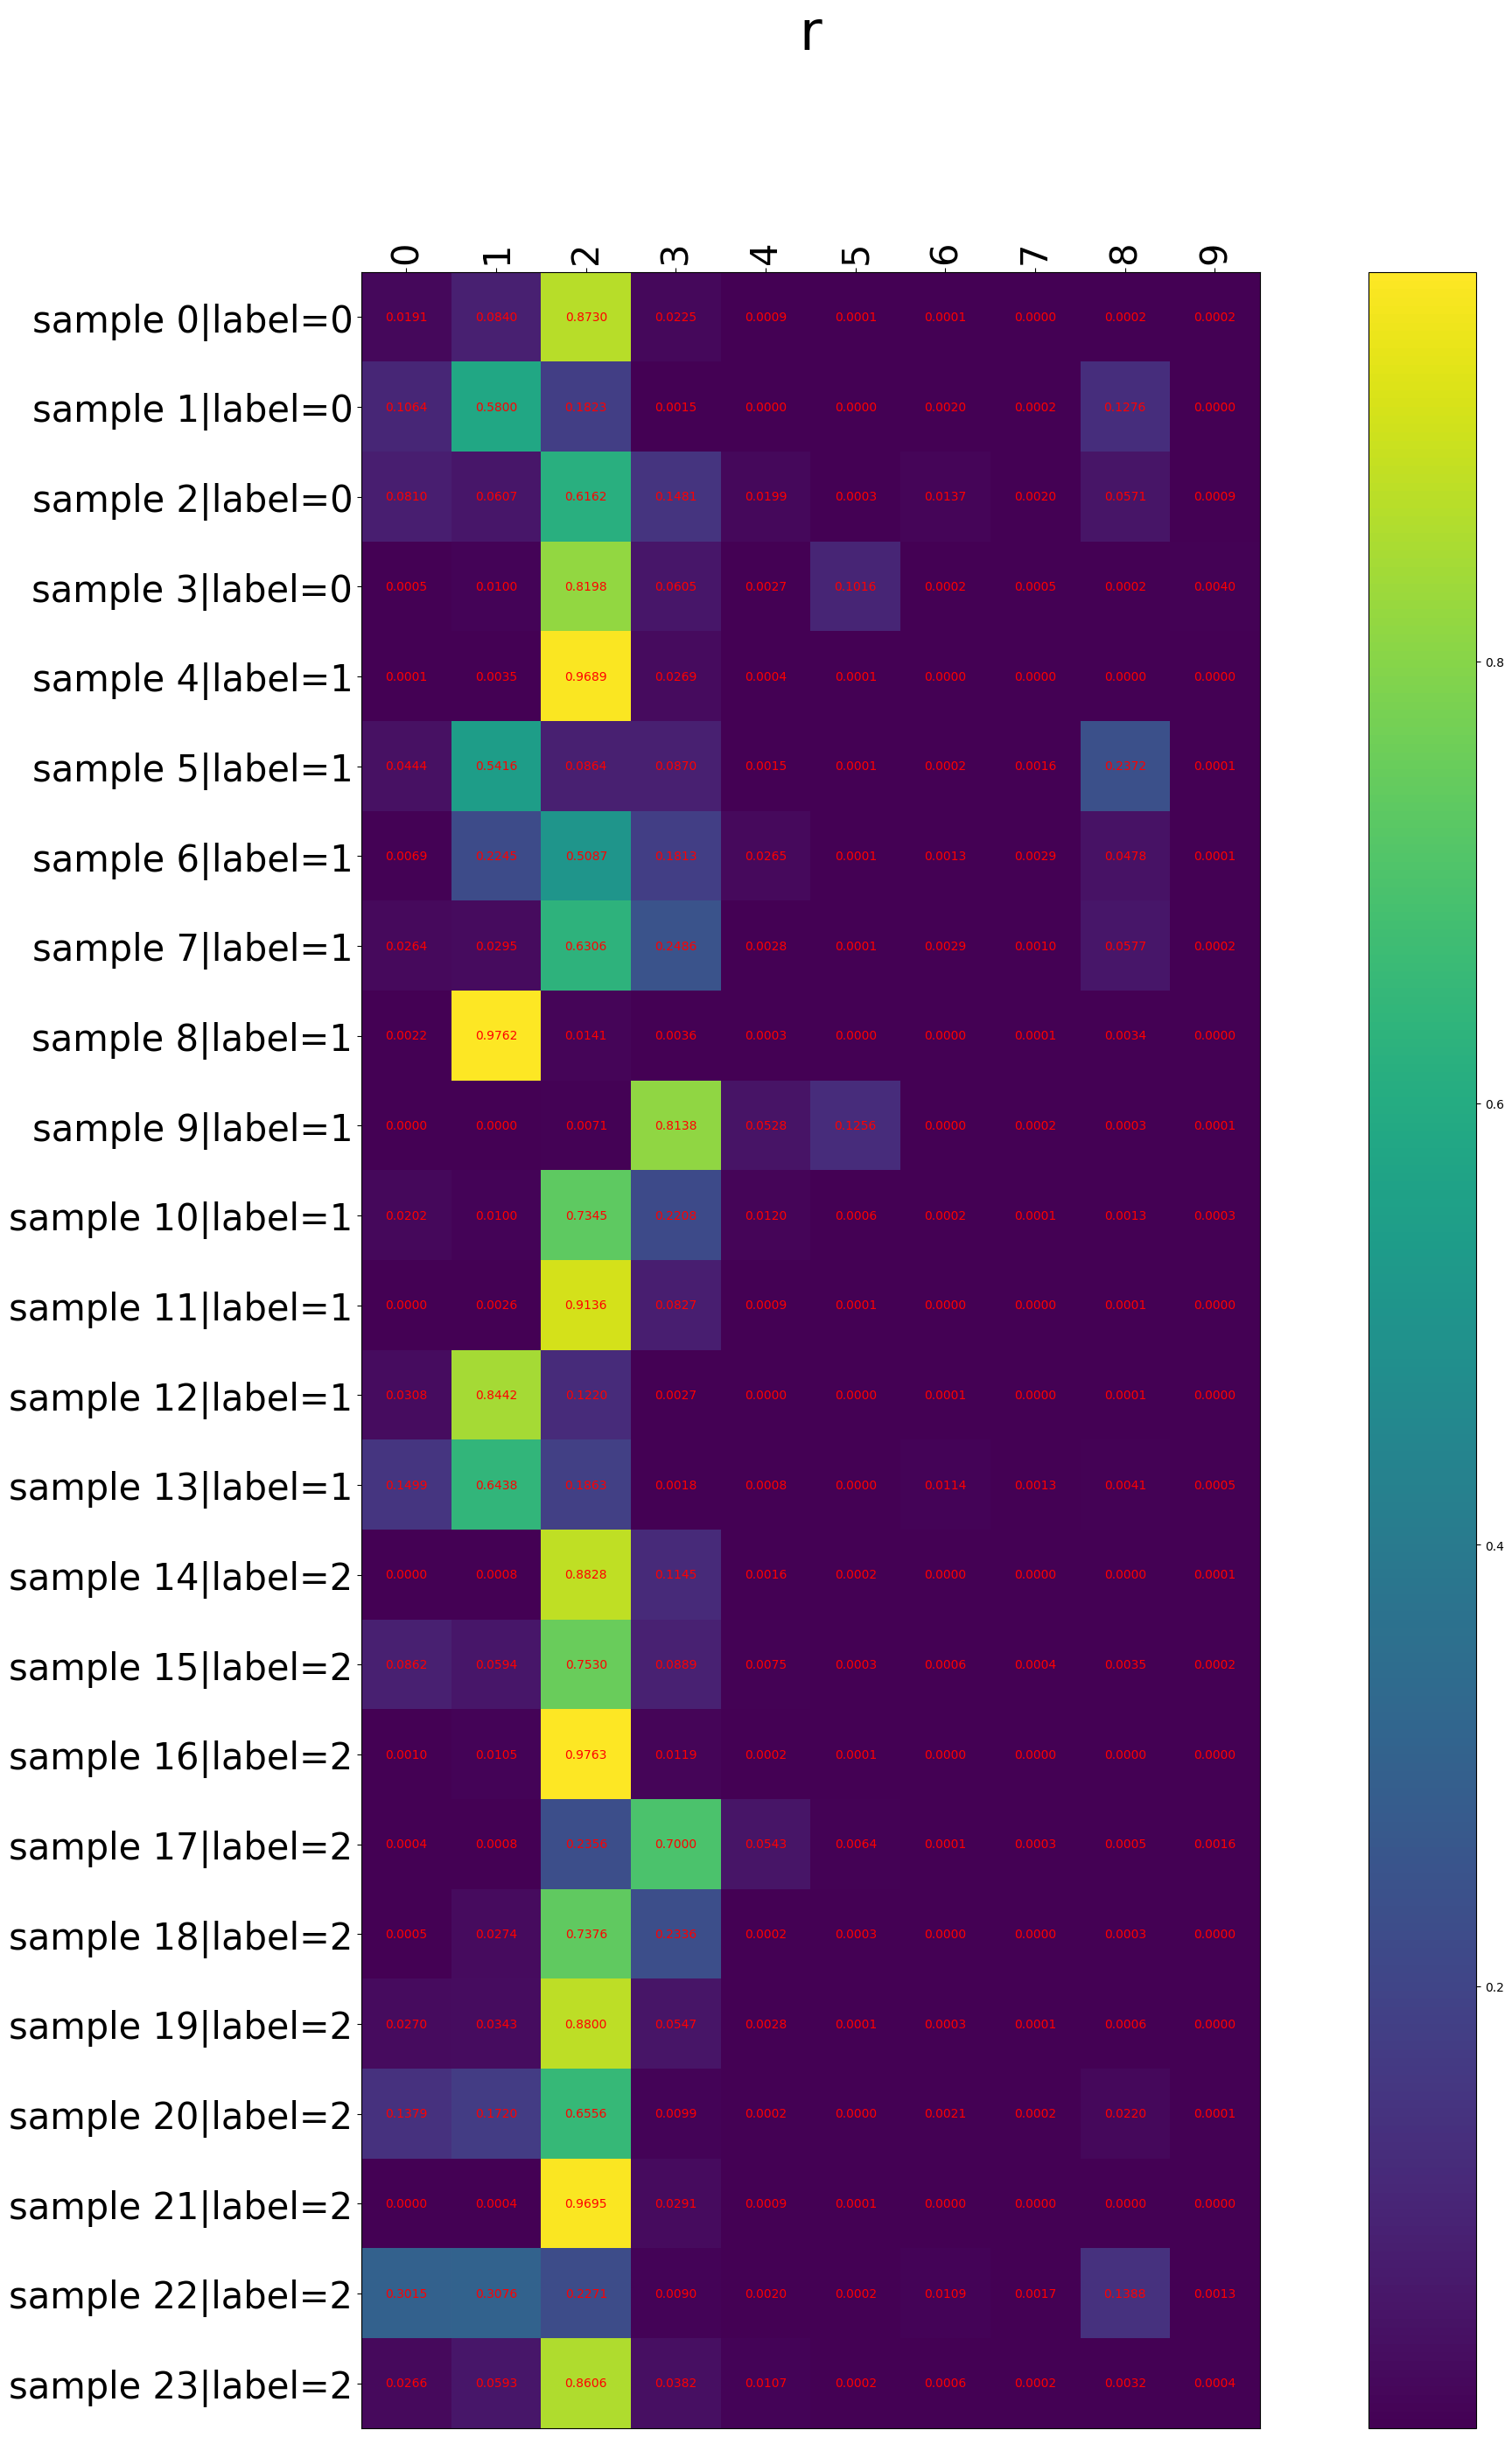 r
0 1 2 3 4 5 6 7 8 9
sample 0|label=0 0.0191 0.0840 0.8730 0.0225 0.0009 0.0001 0.0001 0.0000 0.0002 0.0002
sample 1|label=0 0.1064 0.5800 0.0015 0.0000 0.0000 0.0020 0.0002 0.1276 0.0000
sample 2|label=0 0.0810 0.0607 0.6162 0.1481 0.0199 0.0003 0.0137 0.0020 0.0571 0.0009
sample 3|label=0 0.0005 0.0100 0.8198 0.0605 0.0027 0.1016 0.0002 0.0005 0.0002 0.0040
0.8
sample 4|label=1 0.0001 0.0035 0.9689 0.0269 0.0004 0.0001 0.0000 0.0000 0.0000 0.0000
sample 5|label=1 0.0444 0.5416 0.0864 0.0870 0.0015 0.0001 0.0002 0.0016 0.0001
sample 6|label=1 0.0069 0.5087 0.0265 0.0001 0.0013 0.0029 0.0478 0.0001
sample 7|label=1 0.0264 0.0295 0.6306 0.0028 0.0001 0.0029 0.0010 0.0577 0.0002
sample 8|label=1 0.0022 0.9762 0.0141 0.0036 0.0003 0.0000 0.0000 0.0001 0.0034 0.0000
0.6
sample 9|label=1 0.0000 0.0000 0.0071 0.8138 0.0528 0.1256 0.0000 0.0002 0.0003 0.0001
sample 10|label=1 0.0202 0.0100 0.7345 0.0120 0.0006 0.0002 0.0001 0.0013 0.0003
sample 11|label=1 0.0000 0.0026 0.9136 0.0827 0.0009 0.0001 0.0000 0.0000 0.0001 0.0000
sample 12|label=1 0.0308 0.8442 0.1220 0.0027 0.0000 0.0000 0.0001 0.0000 0.0001 0.0000
sample 13|label=1 0.1499 0.6438 0.0018 0.0008 0.0000 0.0114 0.0013 0.0041 0.0005
0.4
sample 14|label=2 0.0000 0.0008 0.8828 0.1145 0.0016 0.0002 0.0000 0.0000 0.0000 0.0001
sample 15|label=2 0.0862 0.0594 0.7530 0.0889 0.0075 0.0003 0.0006 0.0004 0.0035 0.0002
sample 16|label=2 0.0010 0.0105 0.9763 0.0119 0.0002 0.0001 0.0000 0.0000 0.0000 0.0000
sample 17|label=2 0.0004 0.0008 0.7000 0.0543 0.0064 0.0001 0.0003 0.0005 0.0016
sample 18|label=2 0.0005 0.0274 0.7376 0.0002 0.0003 0.0000 0.0000 0.0003 0.0000
0.2
sample 19|label=2 0.0270 0.0343 0.8800 0.0547 0.0028 0.0001 0.0003 0.0001 0.0006 0.0000
sample 20|label=2 0.1379 0.6556 0.0099 0.0002 0.0000 0.0021 0.0002 0.0220 0.0001
sample 21|label=2 0.0000 0.0004 0.9695 0.0291 0.0009 0.0001 0.0000 0.0000 0.0000 0.0000
sample 22|label=2 0.3076 0.0090 0.0020 0.0002 0.0109 0.0017 0.1388 0.0013
sample 23|label=2 0.0266 0.0593 0.8606 0.0382 0.0107 0.0002 0.0006 0.0002 0.0032 0.0004